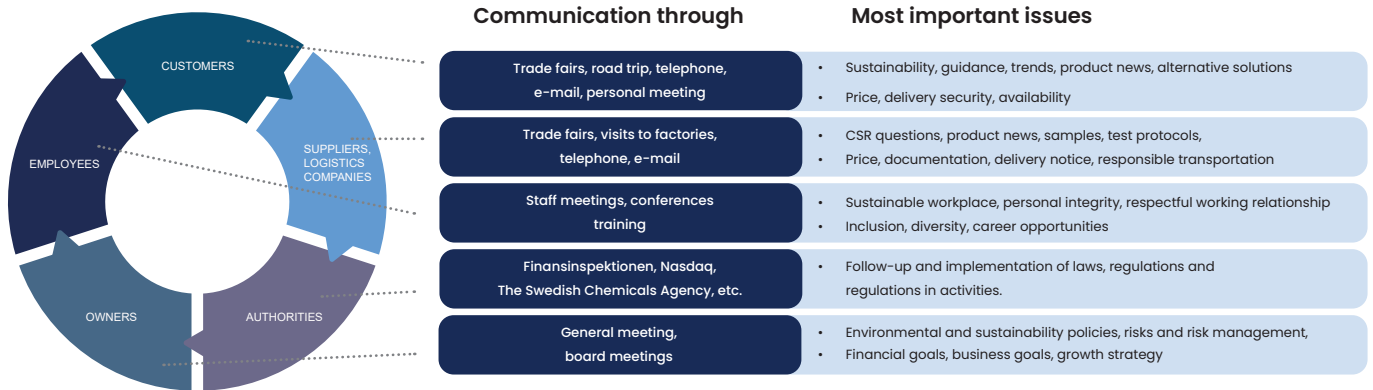 Communication through
Most important issues
CUSTOMERS
SUPPLIERS,
LOGISTICS
COMPANIES
EMPLOYEES
OWNERS
AUTHORITIES
Trade fairs, road trip, telephone,
e-mail, personal meeting
• Sustainability, guidance, trends, product news, alternative solutions
• Price, delivery security, availability
Trade fairs, visits to factories,
telephone, e-mail
• CSR questions, product news, samples, test protocols,
• Price, documentation, delivery notice, responsible transportation
Staff meetings, conferences
training
• Sustainable workplace, personal integrity, respectful working relationship
• Inclusion, diversity, career opportunities
Finansinspektionen, Nasdaq,
The Swedish Chemicals Agency, etc.
• Follow-up and implementation of laws, regulations and
regulations in activities.
General meeting,
board meetings
• Environmental and sustainability policies, risks and risk management,
• Financial goals, business goals, growth strategy